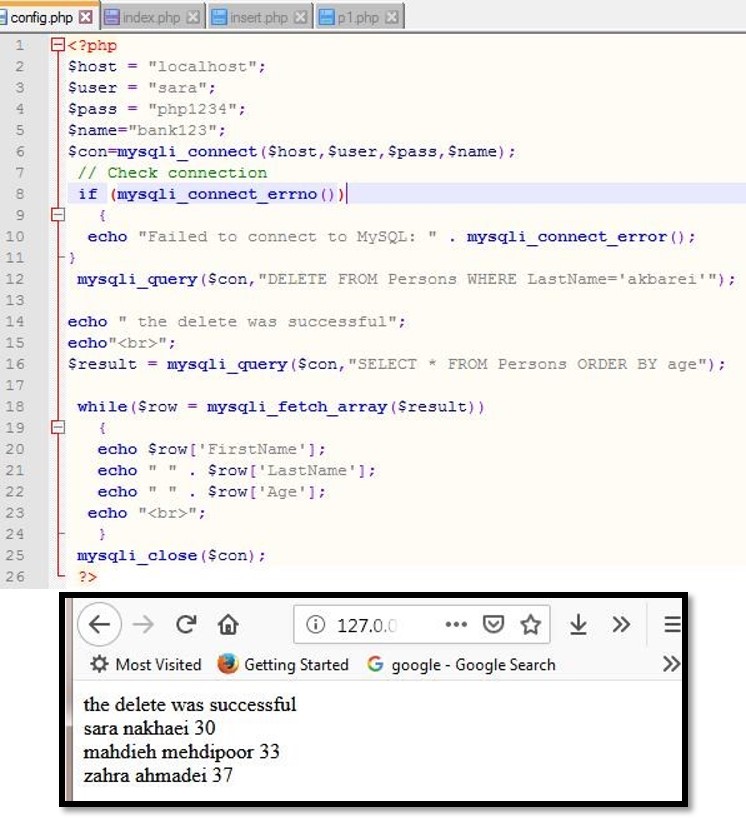 config.php index.php insert.php p1.php
1 <?php
2 $host = "localhost";
3 $user = "sara";
4 $pass = "php1234";
5 $name="bank123";
6 $con=mysqli_connect($host,$user,$pass,$name);
7 // Check connection
8 if (mysqli_connect_errno())
9 {
10 echo "Failed to connect to MySQL: " . mysqli_connect_error();
11 }
12 mysqli_query($con,"DELETE FROM Persons WHERE LastName='akbarei'");
13
14 echo " the delete was successful";
15 echo"<br>";
16 $result = mysqli_query($con,"SELECT * FROM Persons ORDER BY age");
17
18 while($row = mysqli_fetch_array($result))
19 {
20 echo $row['FirstName'];
21 echo " " . $row['LastName'];
22 echo " " . $row['Age'];
23 echo "<br>";
24 }
25 mysqli_close($con);
26 ?>
127.0.0
Most Visited Getting Started google - Google Search
the delete was successful
sara nakhaei 30
mahdieh mehdipoor 33
zahra ahmadei 37